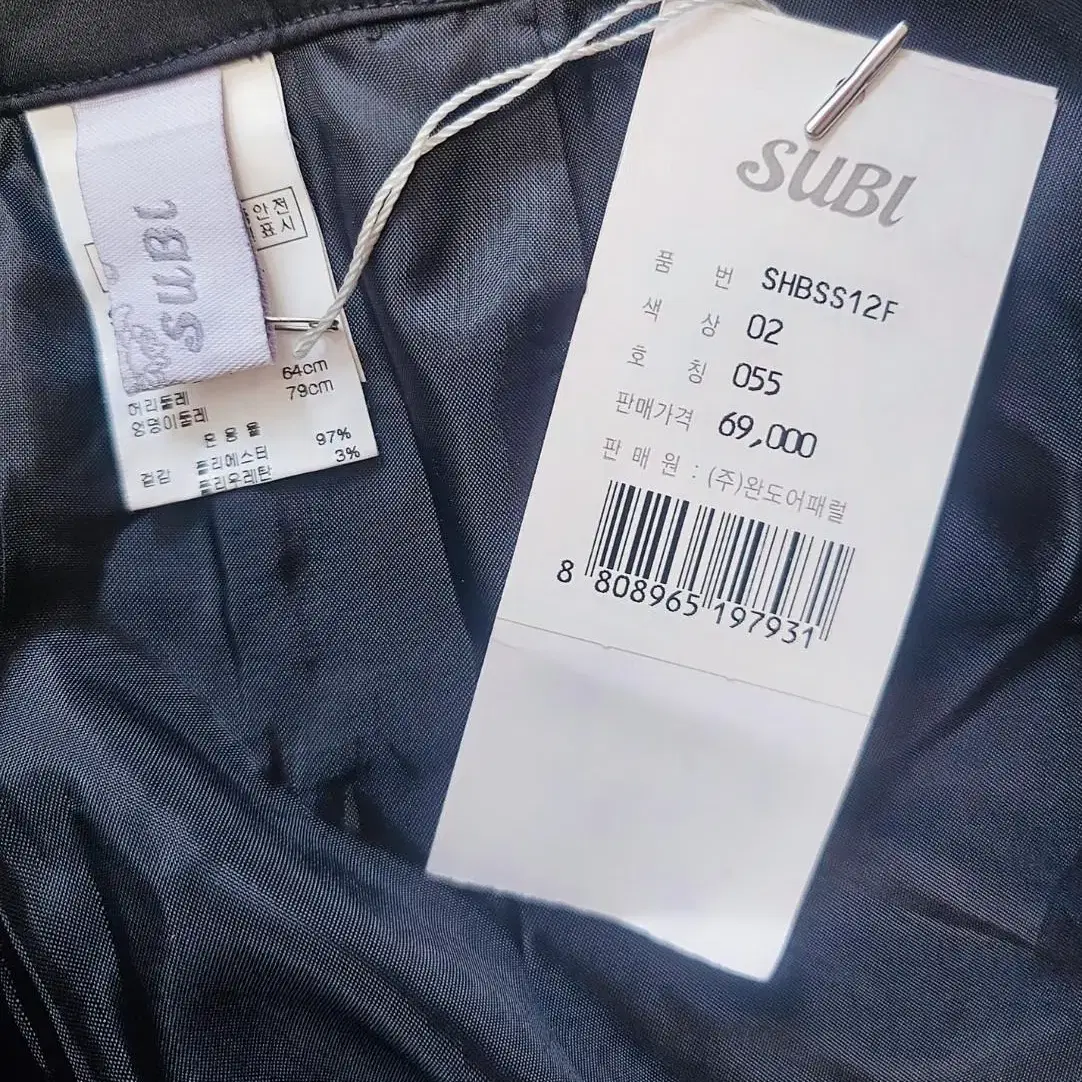 SUBI
안전
표시
허리둘레 64cm
엉덩이둘레 79cm
혼용율
겉감 폴리에스터 97%
폴리우레탄 3%
SUBI
품 번 SHBSS12F
색 상 02
호 칭 055
판매가격 69,000
판 매 원 : (주)완도어패럴
8 808965 197931